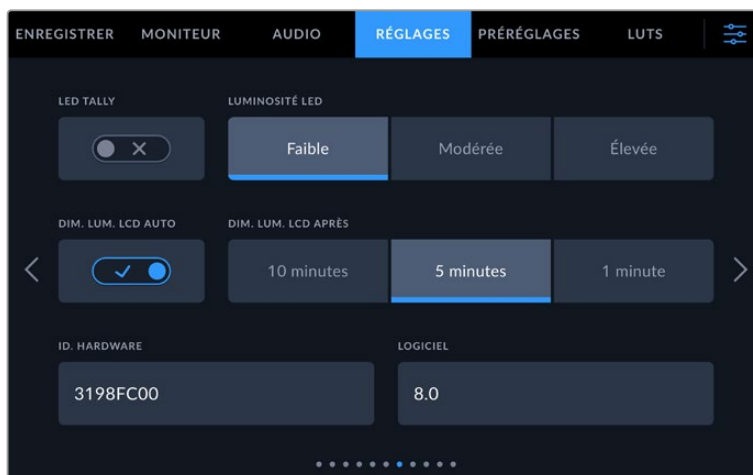 ENREGISTRER MONITEUR AUDIO RÉGLAGES PRÉRÉGLAGES LUTS
LED TALLY LUMINOSITÉ LED
Faible Modérée Élevée
DIM. LUM. LCD AUTO DIM. LUM. LCD APRÈS
10 minutes 5 minutes 1 minute
ID. HARDWARE LOGICIEL
3198FC00 8.0